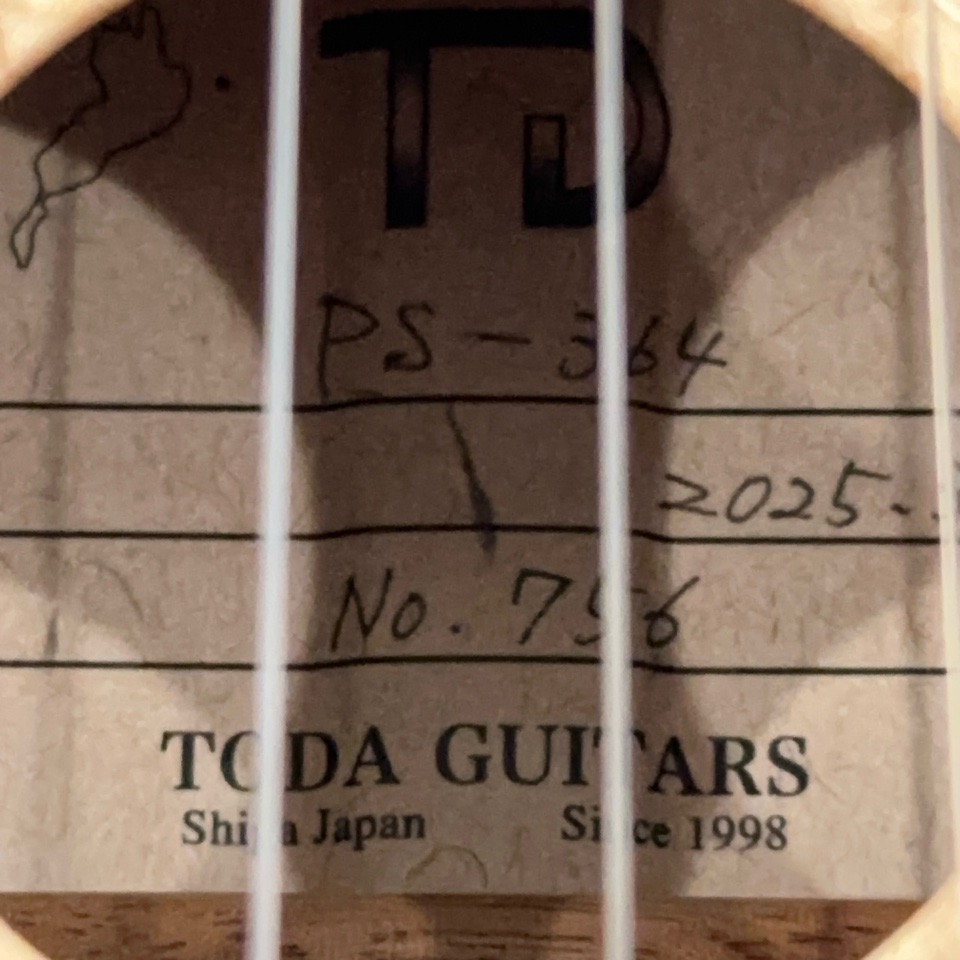 TD
PS-364
2025-
No. 756
TODA GUITARS
Shiga Japan Since 1998